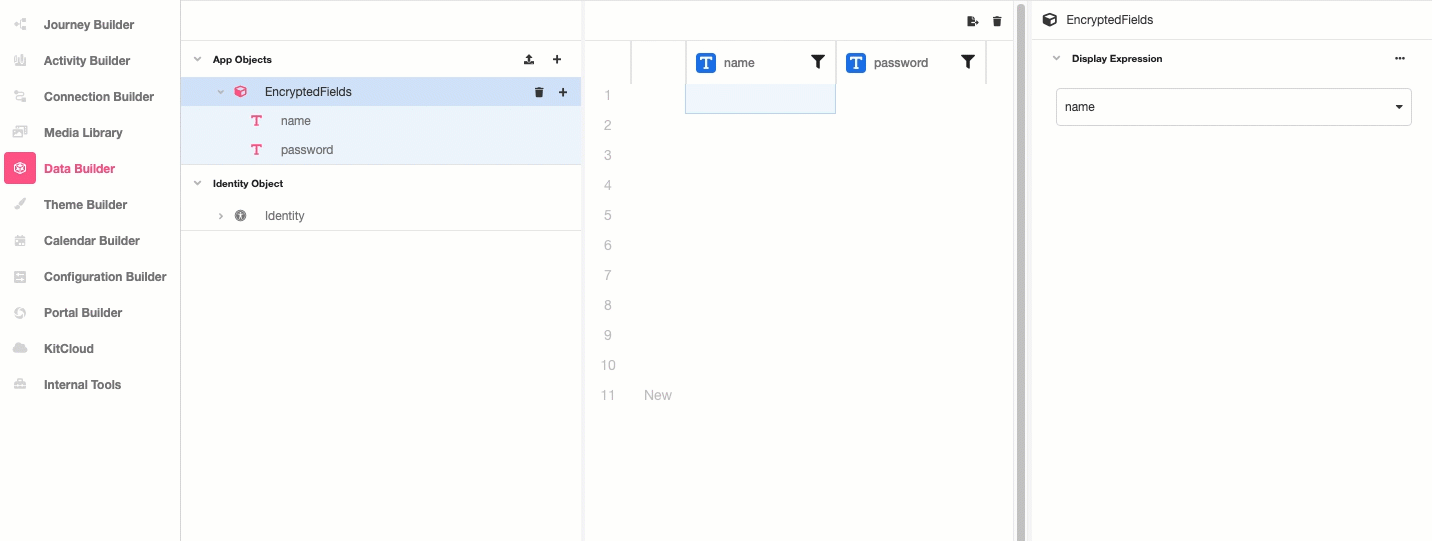 Journey Builder
Activity Builder
Connection Builder
Media Library
Data Builder
Theme Builder
Calendar Builder
Configuration Builder
Portal Builder
KitCloud
Internal Tools
App Objects
EncryptedFields
name
password
Identity Object
Identity
name
password
1
2
3
4
5
6
7
8
9
10
11 New
EncryptedFields
Display Expression
name